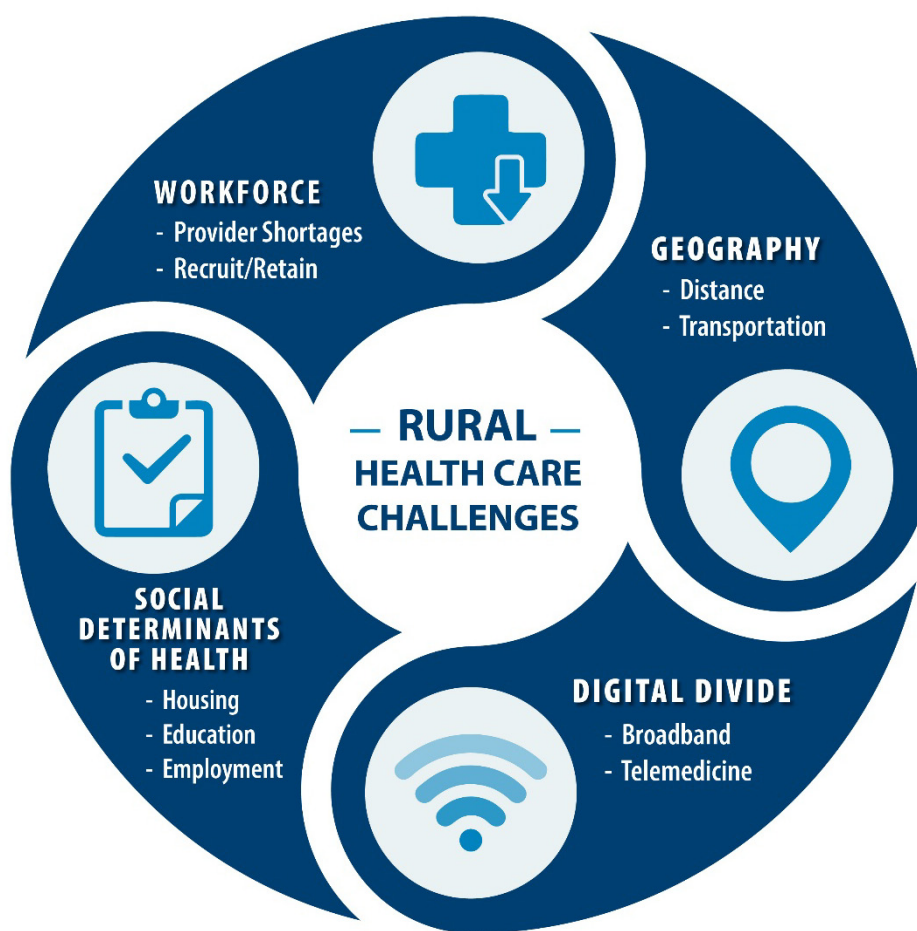 — RURAL —
HEALTH CARE
CHALLENGES
WORKFORCE
- Provider Shortages
- Recruit/Retain
GEOGRAPHY
- Distance
- Transportation
DIGITAL DIVIDE
- Broadband
- Telemedicine
SOCIAL
DETERMINANTS
OF HEALTH
- Housing
- Education
- Employment